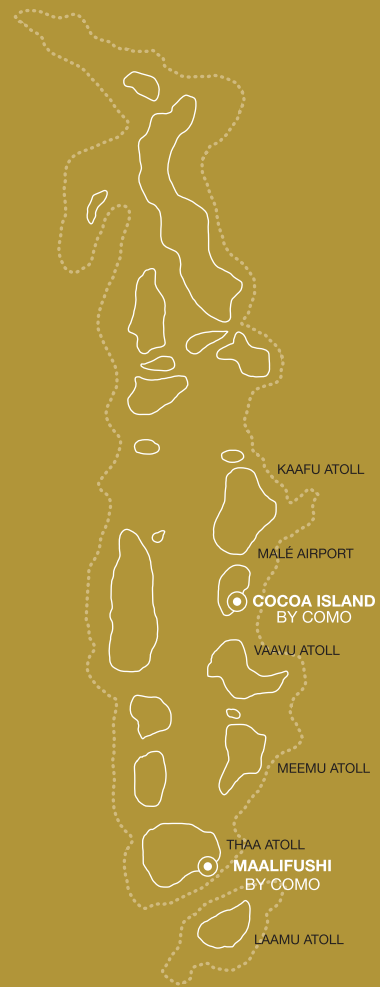 KAAFU ATOLL
MALÉ AIRPORT
COCOA ISLAND
BY COMO
VAAVU ATOLL
MEEMU ATOLL
THAA ATOLL
MAALIFUSHI
BY COMO
LAAMU ATOLL